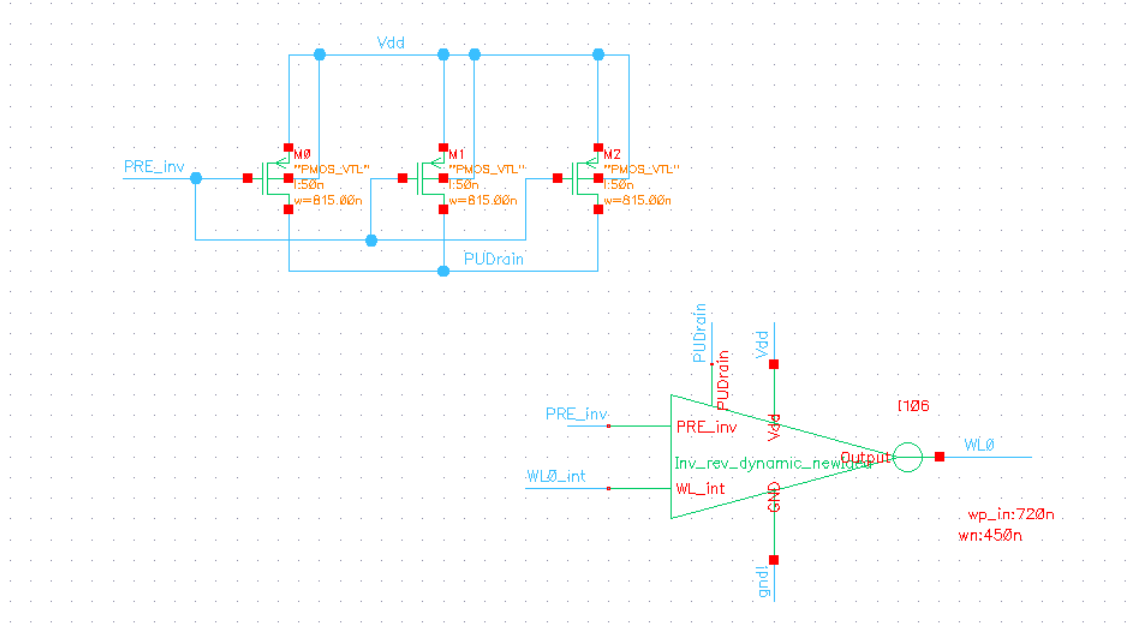 Vdd
PRE_inv
M0
"PMOS_VTL"
l:50n
w=815.00n
M1
"PMOS_VTL"
l:50n
w=815.00n
M2
"PMOS_VTL"
l:50n
w=815.00n
PUDrain
PUDrain
Vdd
PUDrain
Vdd
I106
PRE_inv
PRE_inv
WL0
Output
WL0_int
WL_int
GND
wp_in:720n
wn:450n
gnd!